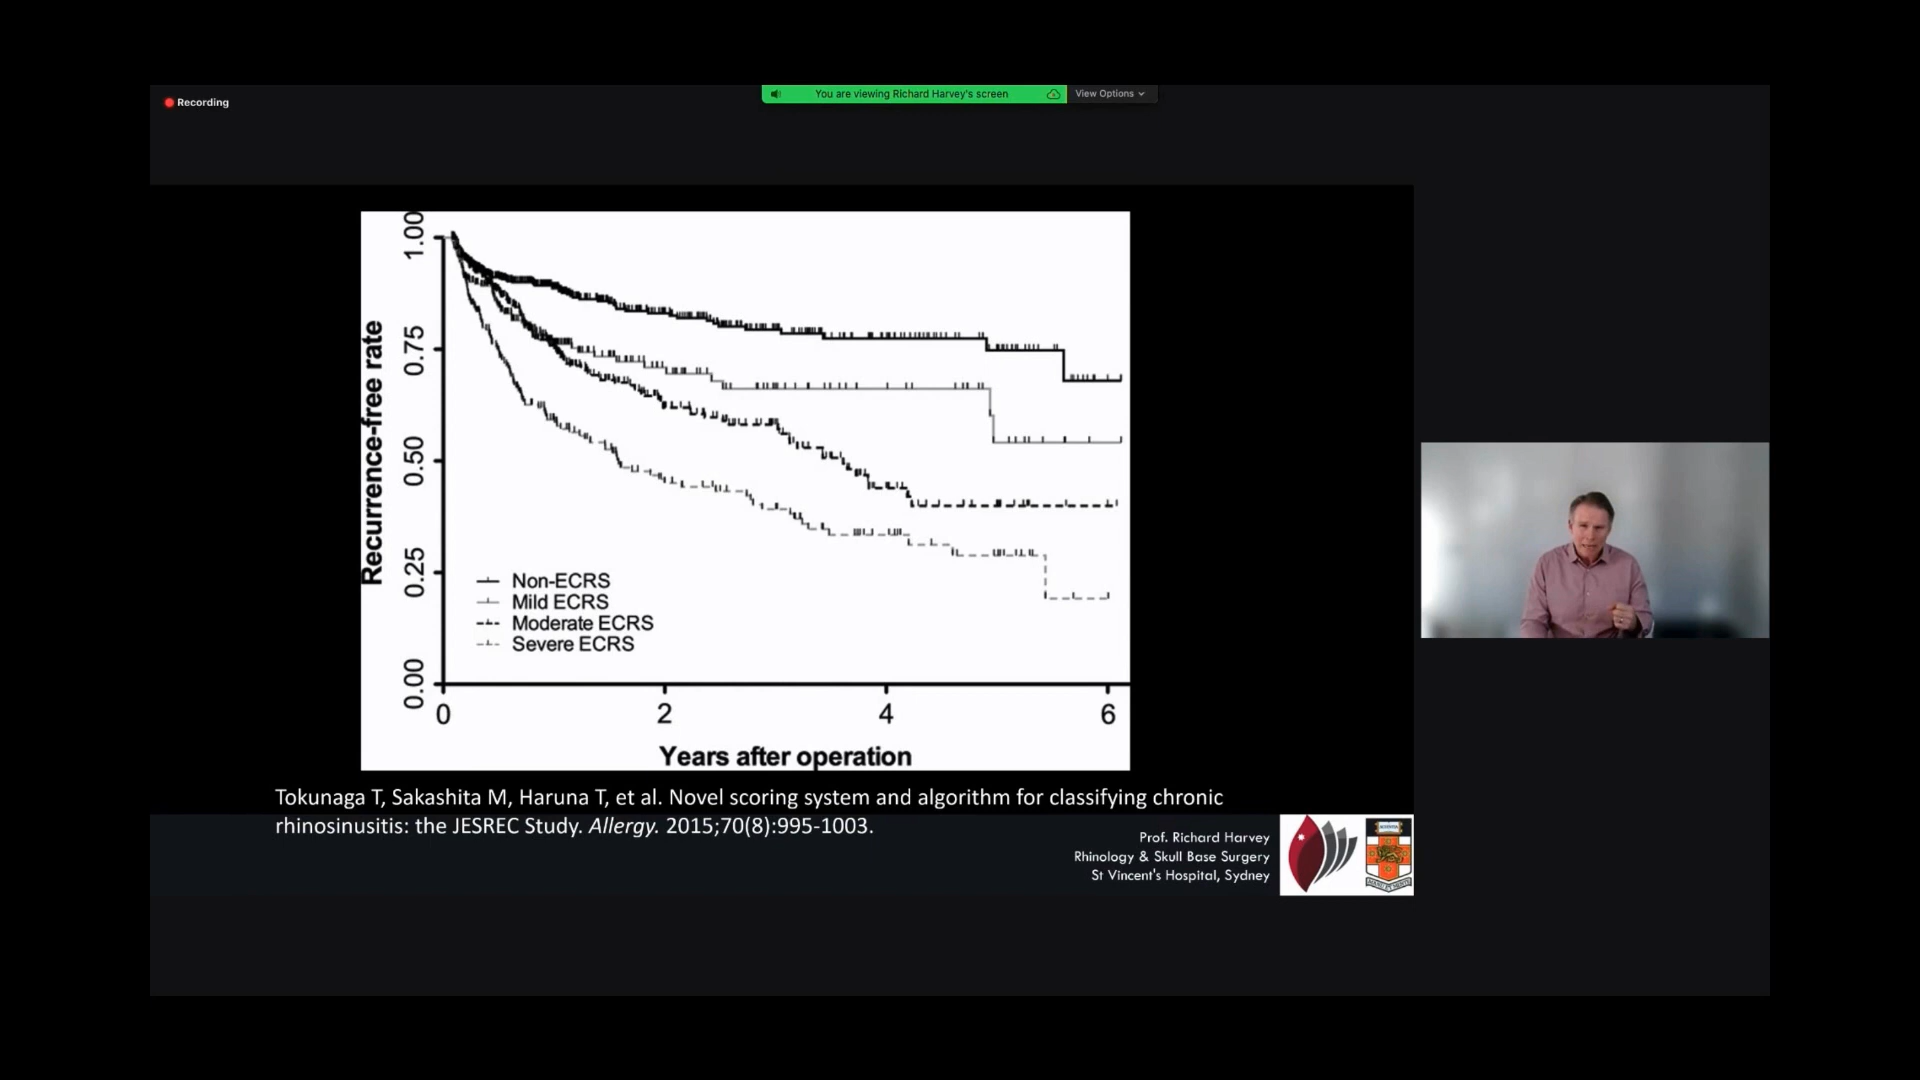 Recording
You are viewing Richard Harvey's screen
View Options
Recurrence-free rate
1.00
0.75
0.50
0.25
0.00
Non-ECRS
Mild ECRS
Moderate ECRS
Severe ECRS
0 2 4 6
Years after operation
Tokunaga T, Sakashita M, Haruna T, et al. Novel scoring system and algorithm for classifying chronic
rhinosinusitis: the JESREC Study. Allergy. 2015;70(8):995-1003.
Prof. Richard Harvey
Rhinology & Skull Base Surgery
St Vincent's Hospital, Sydney